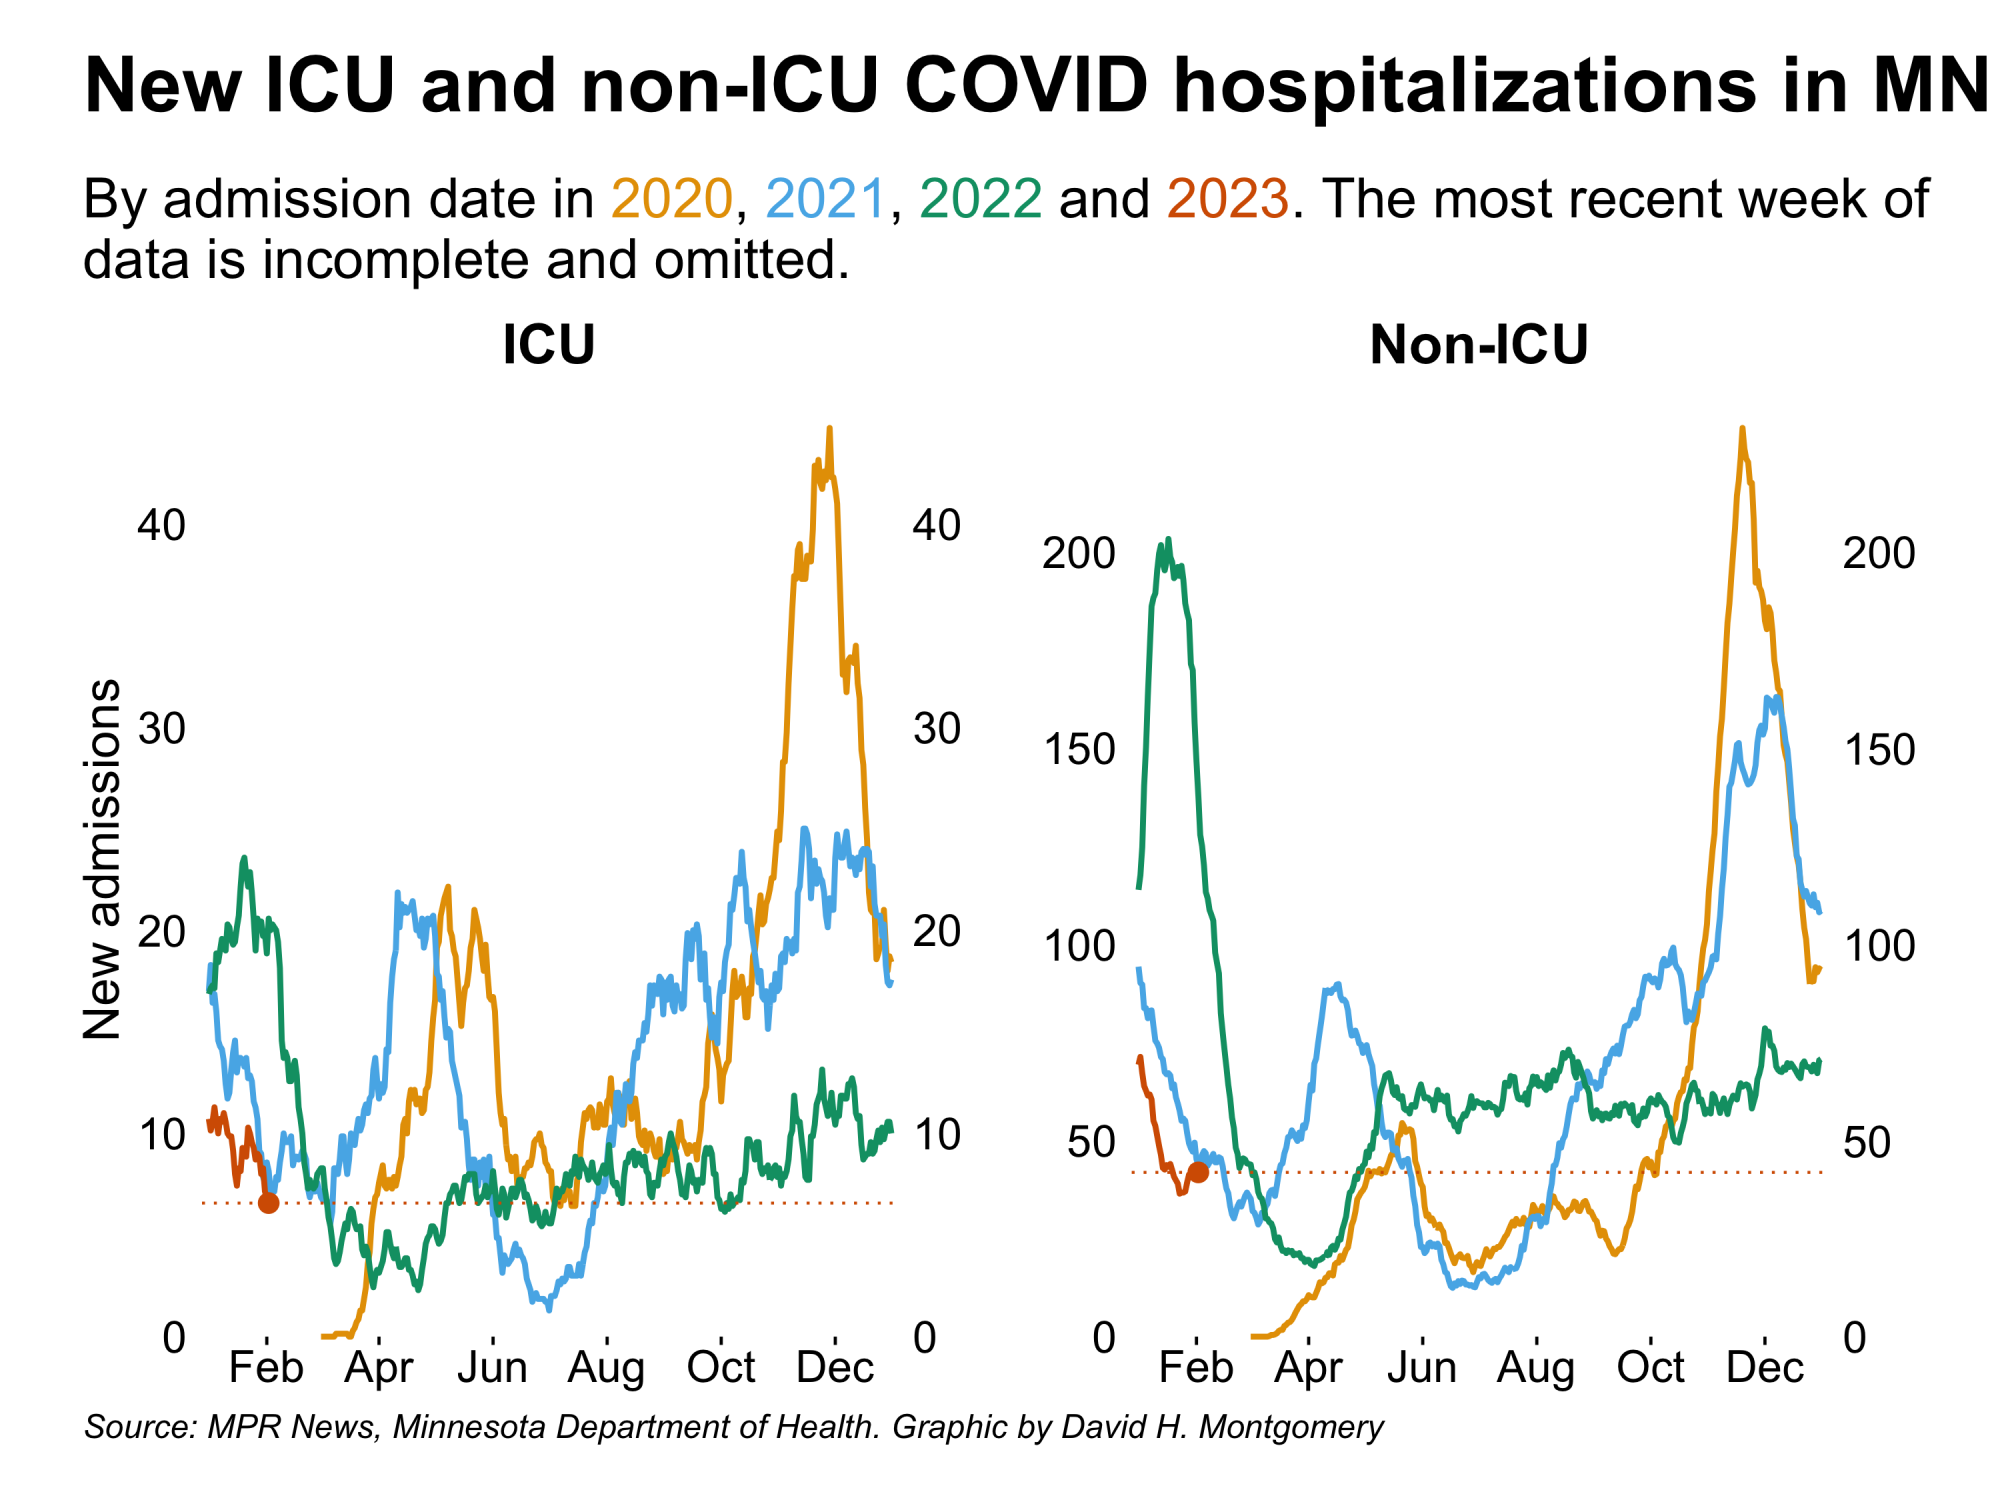 New ICU and non-ICU COVID hospitalizations in MN
By admission date in 2020, 2021, 2022 and 2023. The most recent week of
data is incomplete and omitted.
ICU
Non-ICU
New admissions
40
30
20
10
0
40
30
20
10
0
Feb Apr Jun Aug Oct Dec
200
150
100
50
0
200
150
100
50
0
Feb Apr Jun Aug Oct Dec
Source: MPR News, Minnesota Department of Health. Graphic by David H. Montgomery